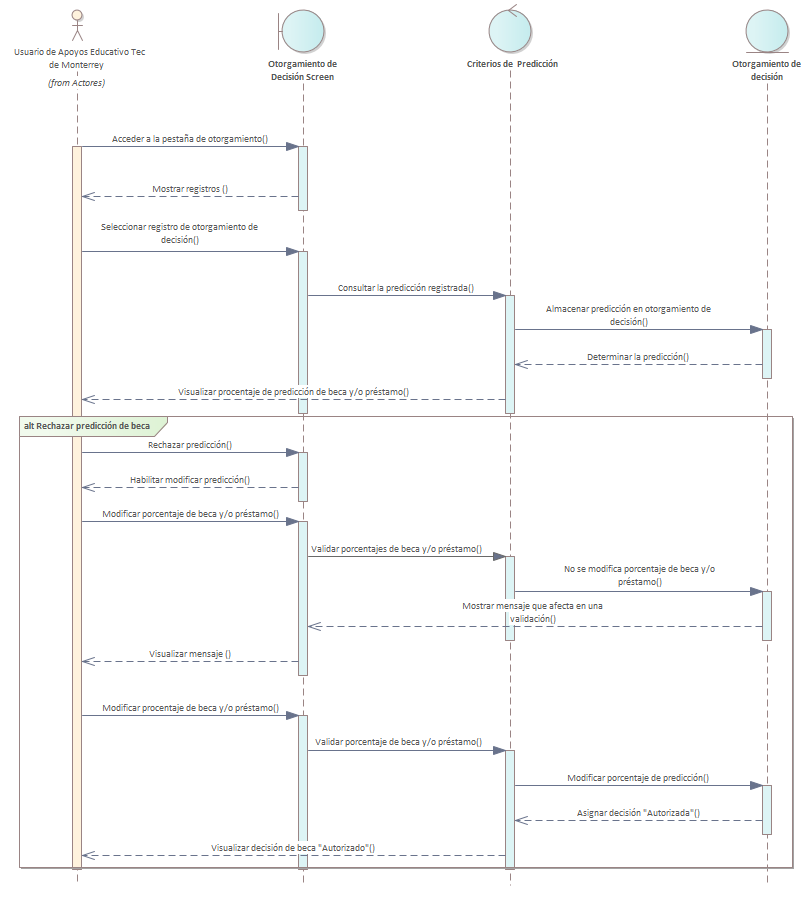 Usuario de Apoyos Educativo Tec
de Monterrey
(from Actores)
Otorgamiento de
Decisión Screen
Criterios de  Predicción
Otorgamiento de
decisión
Acceder a la pestaña de otorgamiento()
Mostrar registros ()
Seleccionar registro de otorgamiento de
decisión()
Consultar la predicción registrada()
Almacenar predicción en otorgamiento de
decisión()
Determinar la predicción()
Visualizar procentaje de predicción de beca y/o préstamo()
alt Rechazar predicción de beca
Rechazar predicción()
Habilitar modificar predicción()
Modificar porcentaje de beca y/o préstamo()
Validar porcentajes de beca y/o préstamo()
No se modifica porcentaje de beca y/o
préstamo()
Mostrar mensaje que afecta en una
validación()
Visualizar mensaje ()
Modificar procentaje de beca y/o préstamo()
Validar porcentaje de beca y/o préstamo()
Modificar porcentaje de predicción()
Asignar decisión "Autorizada"()
Visualizar decisión de beca "Autorizado"()